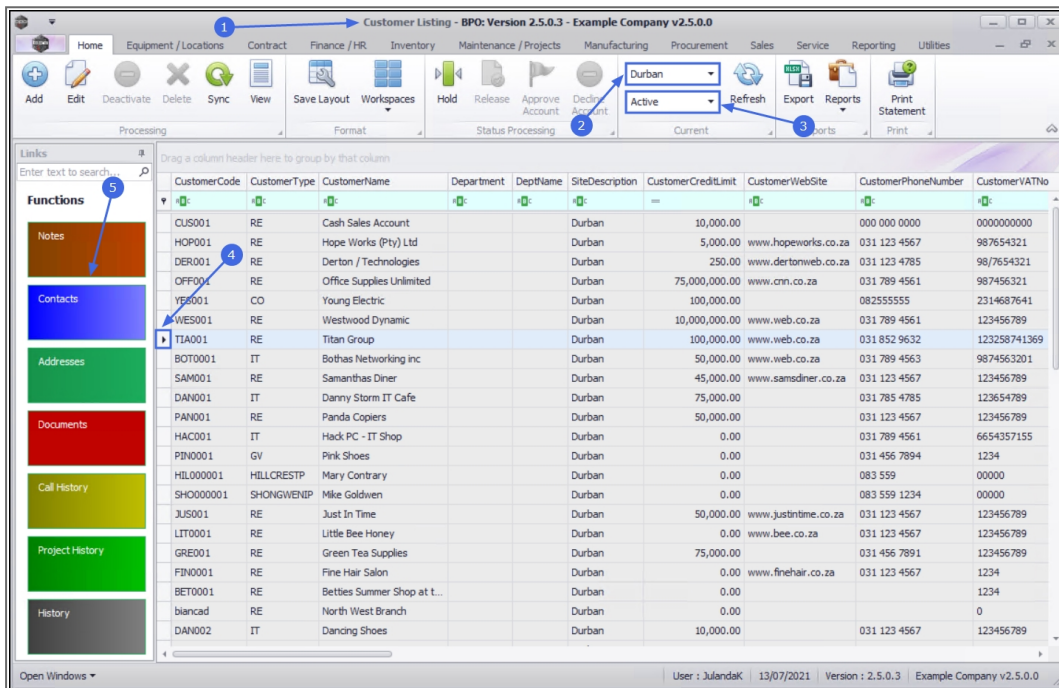 1
Customer Listing - BPO: Version 2.5.0.3 - Example Company v2.5.0.0
Home Equipment / Locations Contract Finance / HR Inventory Maintenance / Projects Manufacturing Procurement Sales Service Reporting Utilities
Add Edit Deactivate Delete Sync View Save Layout Workspaces Hold Release Approve Account Decline Account Durban Active Refresh Export Reports Print Statement
2 3
Processing Format Status Processing Current Print
Links
Enter text to search...
5
Functions
Notes
Contacts
Addresses
Documents
Call History
Project History
History
Drag a column header here to group by that column
CustomerCode CustomerType CustomerName Department DeptName SiteDescription CustomerCreditLimit CustomerWebSite CustomerPhoneNumber CustomerVATNo
=
CUS001 RE Cash Sales Account Durban 10,000.00 000 000 0000 0000000000
HOP001 RE Hope Works (Pty) Ltd Durban 5,000.00 www.hopeworks.co.za 031 123 4567 987654321
4
DER001 RE Derton / Technologies Durban 250.00 www.dertonweb.co.za 031 123 4785 98/7654321
OFF001 RE Office Supplies Unlimited Durban 75,000,000.00 www.cnn.co.za 031 789 4561 987456321
YES001 CO Young Electric Durban 100,000.00 082555555 2314687641
WES001 RE Westwood Dynamic Durban 10,000,000.00 www.web.co.za 031 789 4561 123456789
TIA001 RE Titan Group Durban 100,000.00 www.web.co.za 031 852 9632 123258741369
BOT0001 IT Bothas Networking inc Durban 50,000.00 www.web.co.za 031 789 4563 9874563201
SAM001 RE Samanthas Diner Durban 45,000.00 www.samsdiner.co.za 031 123 4567 123456789
DAN001 IT Danny Storm IT Cafe Durban 75,000.00 031 785 4785 123654789
PAN001 RE Panda Copiers Durban 50,000.00 031 123 4567 123456789
HAC001 IT Hack PC - IT Shop Durban 0.00 031 789 4561 6654357155
PIN0001 GV Pink Shoes Durban 0.00 031 456 7894 1234
HIL000001 HILLCRESTP Mary Contrary Durban 0.00 083 559 00000
SHO000001 SHONGWENIP Mike Goldwen Durban 0.00 083 559 1234 00000
JUS001 RE Just In Time Durban 50,000.00 www.justintime.co.za 031 123 4567 123456789
LIT0001 RE Little Bee Honey Durban 0.00 www.bee.co.za 031 123 4567 123456789
GRE001 RE Green Tea Supplies Durban 75,000.00 031 456 7891 123456789
FIN0001 RE Fine Hair Salon Durban 0.00 www.finehair.co.za 031 123 4567 1234
BET0001 RE Betties Summer Shop at t... Durban 0.00 1234
biancad RE North West Branch Durban 0.00 0
DAN002 IT Dancing Shoes Durban 10,000.00 031 123 4567 123456789
Open Windows User : JulandaK 13/07/2021 Version : 2.5.0.3 Example Company v2.5.0.0